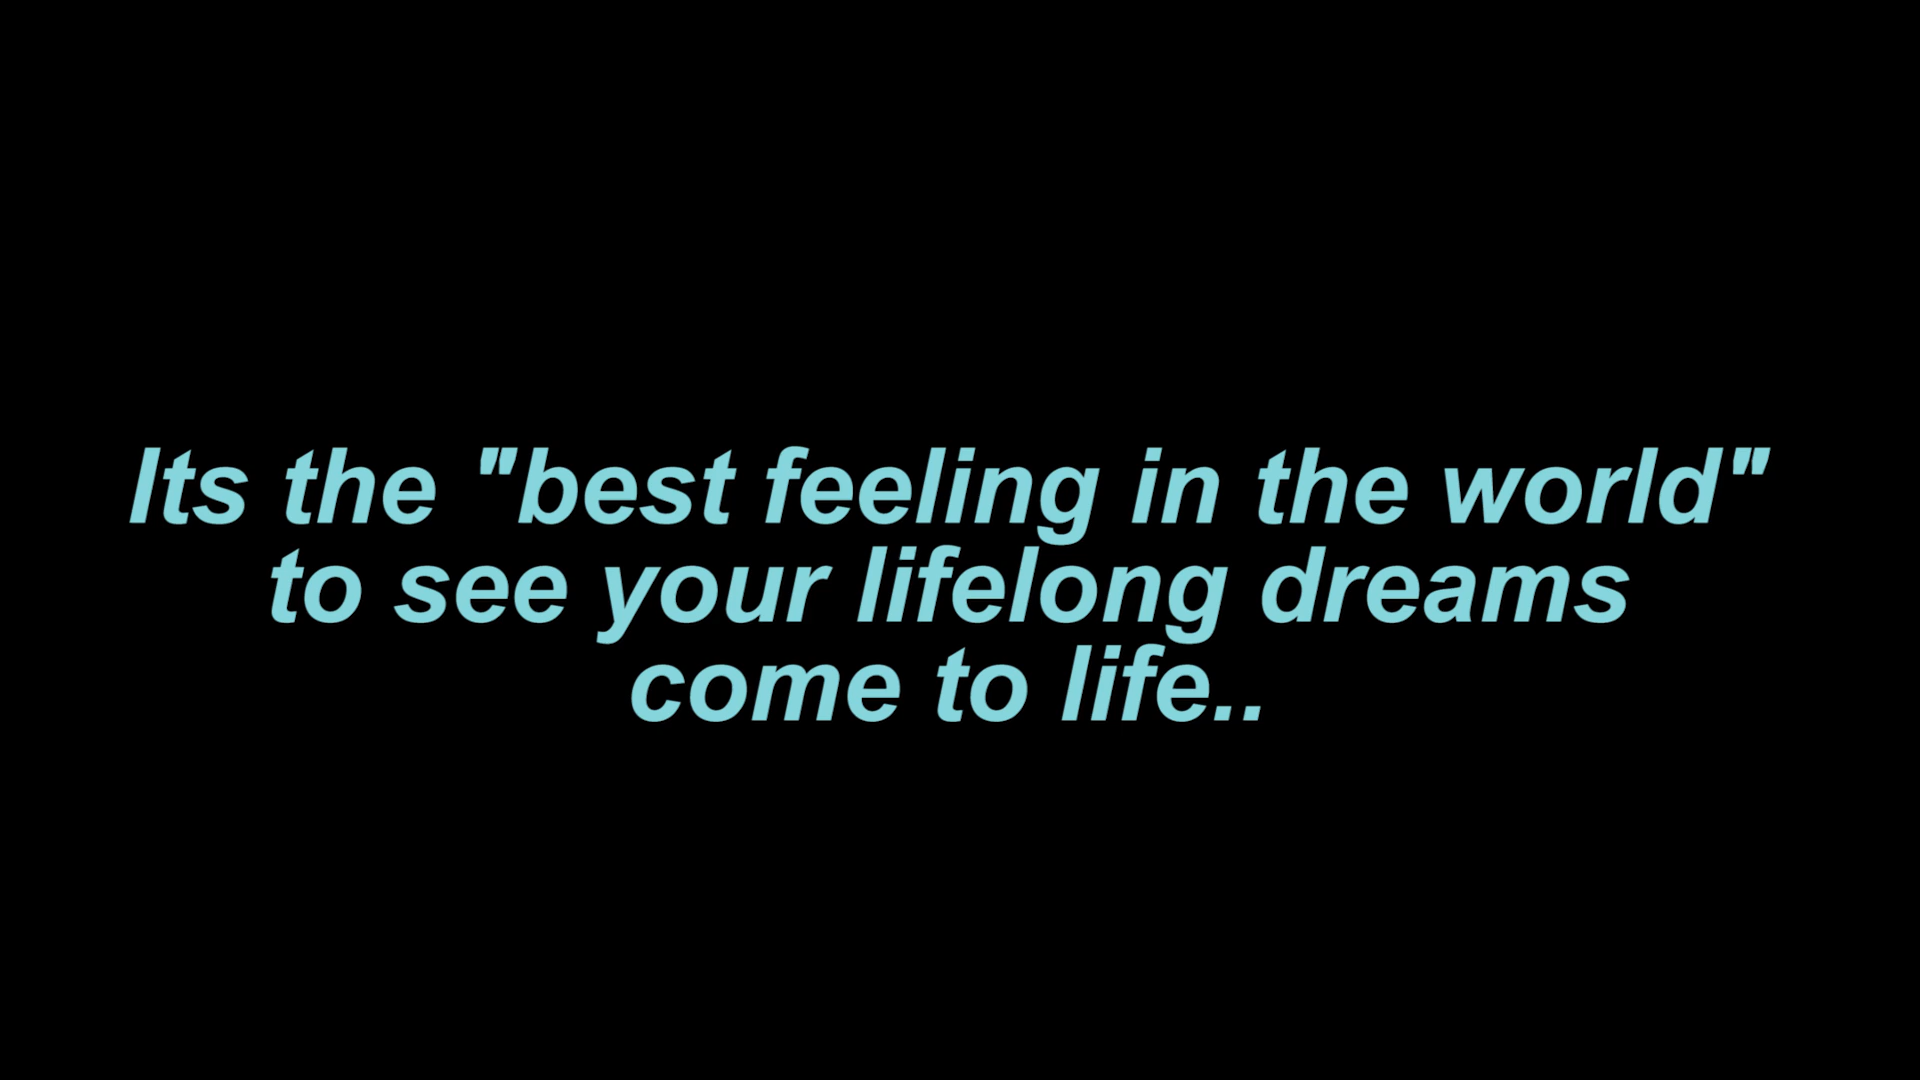 Its the "best feeling in the world"
to see your lifelong dreams
come to life..